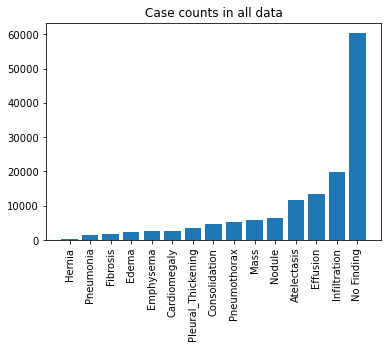 Case counts in all data
60000
50000
40000
30000
20000
10000
0
Hernia
Pneumonia
Fibrosis
Edema
Emphysema
Cardiomegaly
Pleural_Thickening
Consolidation
Pneumothorax
Mass
Nodule
Atelectasis
Effusion
Infiltration
No Finding